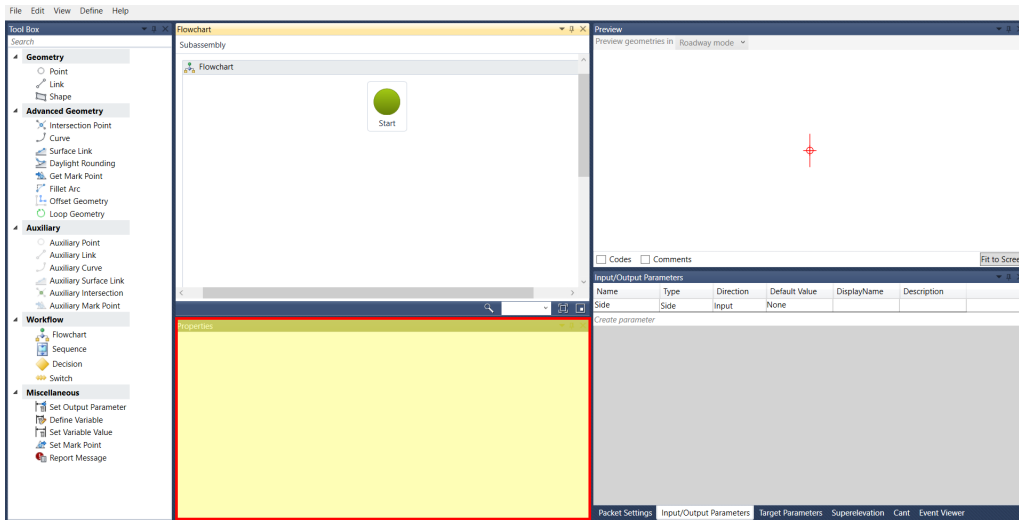 File Edit View Define Help
Tool Box
Search
Geometry
Point
Link
Shape
Advanced Geometry
Intersection Point
Curve
Surface Link
Daylight Rounding
Get Mark Point
Fillet Arc
Offset Geometry
Loop Geometry
Auxiliary
Auxiliary Point
Auxiliary Link
Auxiliary Curve
Auxiliary Surface Link
Auxiliary Intersection
Auxiliary Mark Point
Workflow
Flowchart
Sequence
Decision
Switch
Miscellaneous
Set Output Parameter
Define Variable
Set Variable Value
Set Mark Point
Report Message
Flowchart
Subassembly
Flowchart
Start
Properties
Preview
Preview geometries in Roadway mode
Codes Comments Fit to Scree
Input/Output Parameters
Name Type Direction Default Value DisplayName Description
Side Side Input None
Create parameter
Packet Settings Input/Output Parameters Target Parameters Superelevation Cant Event Viewer